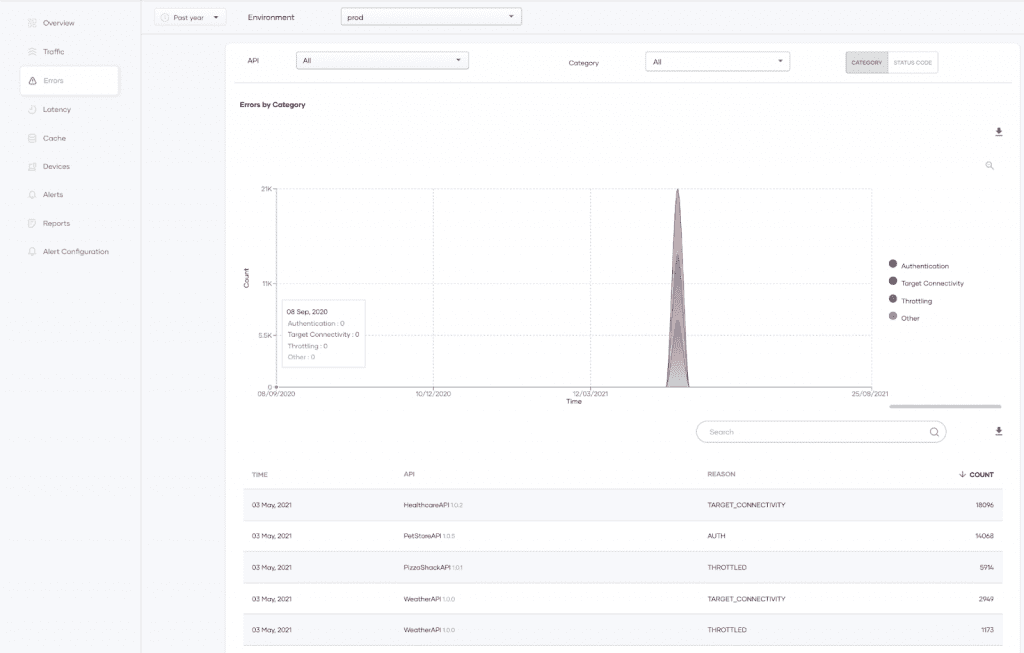 Overview
Traffic
Errors
Latency
Cache
Devices
Alerts
Reports
Alert Configuration
Past year
Environment
prod
API
All
Category
All
CATEGORY
STATUS CODE
Errors by Category
21K
11K
5.5K
0
Count
08 Sep, 2020
Authentication : 0
Target Connectivity : 0
Throttling : 0
Other : 0
08/09/2020
10/12/2020
12/03/2021
25/08/2021
Time
Authentication
Target Connectivity
Throttling
Other
Search
TIME API REASON COUNT
03 May, 2021 HealthcareAPI 1.0.2 TARGET_CONNECTIVITY 18096
03 May, 2021 PetStoreAPI 1.0.5 AUTH 14068
03 May, 2021 PizzaShackAPI 1.0.1 THROTTLED 5914
03 May, 2021 WeatherAPI 1.0.0 TARGET_CONNECTIVITY 2949
03 May, 2021 WeatherAPI 1.0.0 THROTTLED 1173